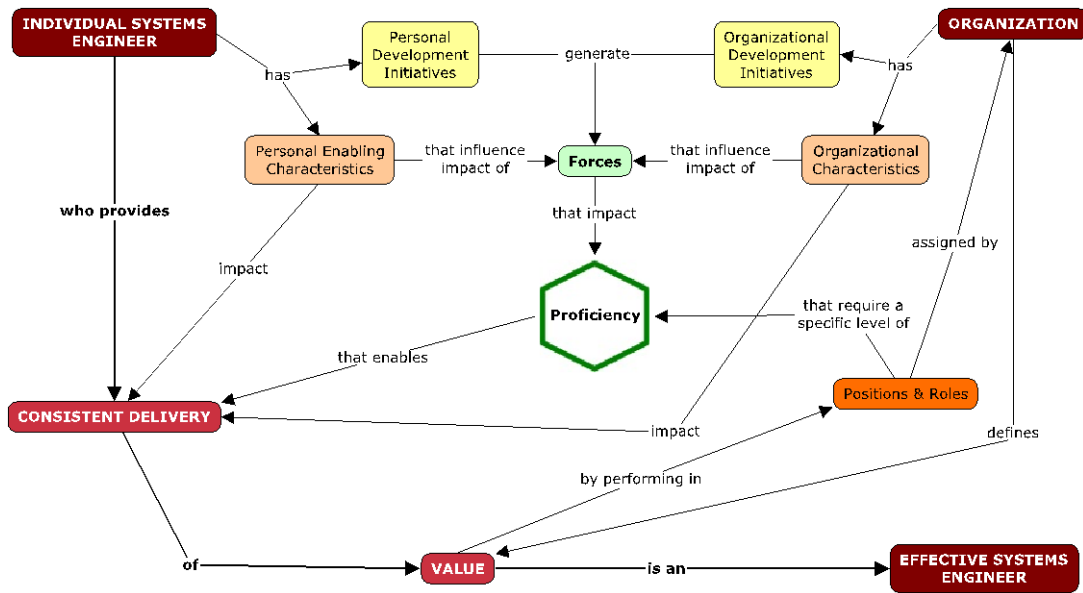 INDIVIDUAL SYSTEMS
ENGINEER
Personal
Development
Initiatives
generate
Organizational
Development
Initiatives
ORGANIZATION
has
has
Personal Enabling
Characteristics
that influence
impact of
Forces
that influence
impact of
Organizational
Characteristics
who provides
that impact
assigned by
impact
Proficiency
that require a
specific level of
that enables
Positions & Roles
CONSISTENT DELIVERY
impact
defines
by performing in
of
VALUE
is an
EFFECTIVE SYSTEMS
ENGINEER